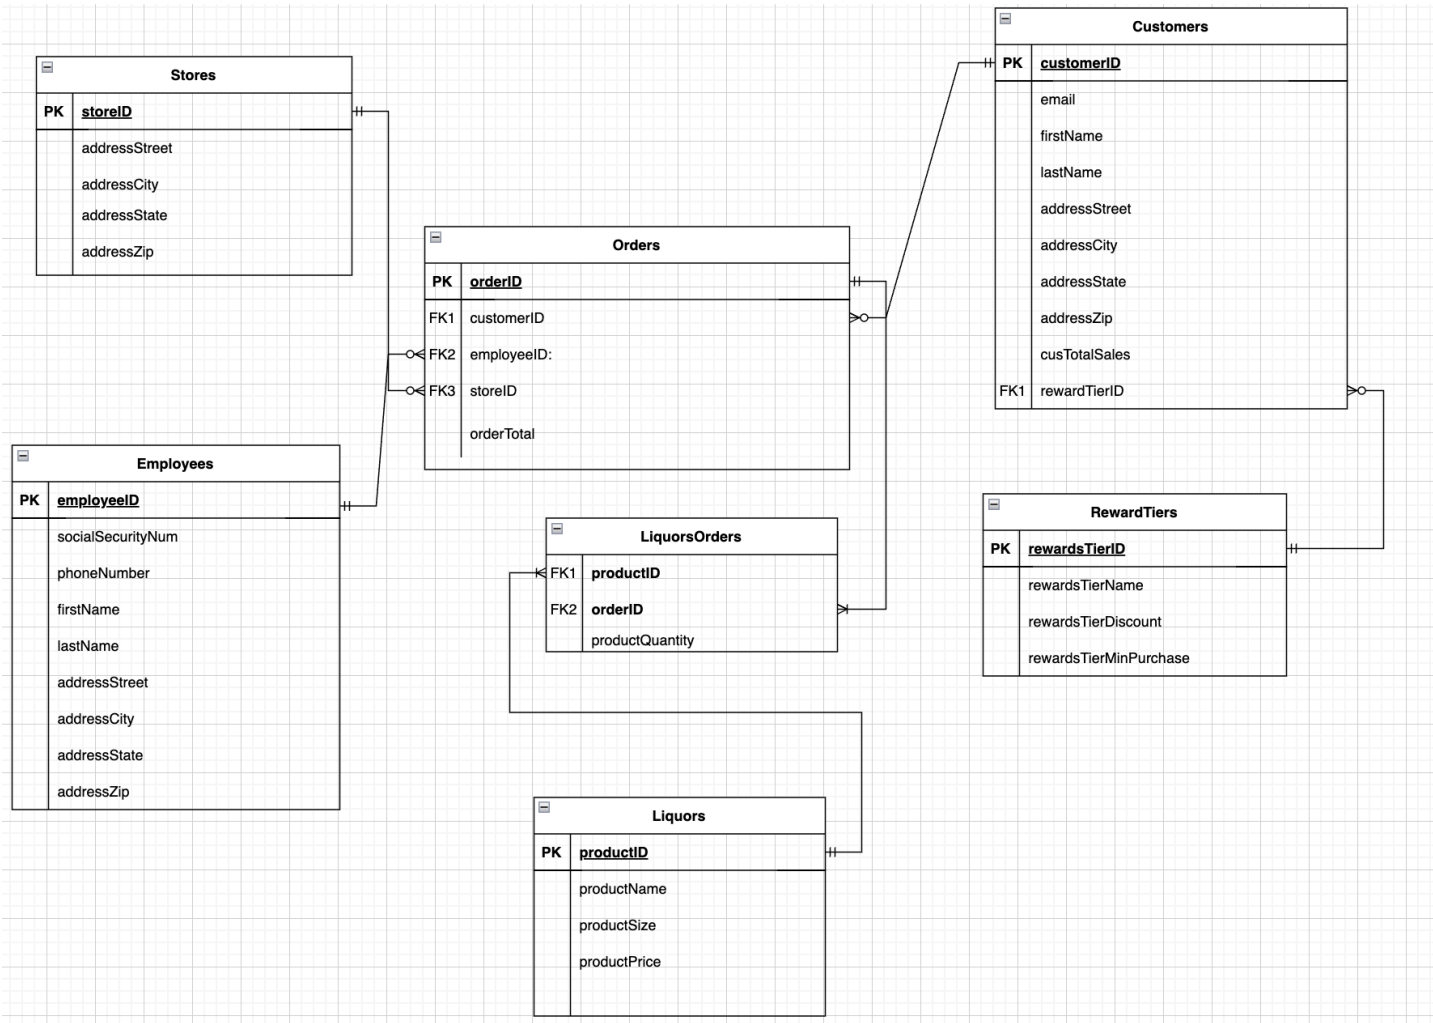 Stores
PK storeID
addressStreet
addressCity
addressState
addressZip
Customers
PK customerID
email
firstName
lastName
addressStreet
addressCity
addressState
addressZip
cusTotalSales
FK1 rewardTierID
Orders
PK orderID
FK1 customerID
FK2 employeeID:
FK3 storeID
orderTotal
Employees
PK employeeID
socialSecurityNum
phoneNumber
firstName
lastName
addressStreet
addressCity
addressState
addressZip
LiquorsOrders
FK1 productID
FK2 orderID
productQuantity
RewardTiers
PK rewardsTierID
rewardsTierName
rewardsTierDiscount
rewardsTierMinPurchase
Liquors
PK productID
productName
productSize
productPrice